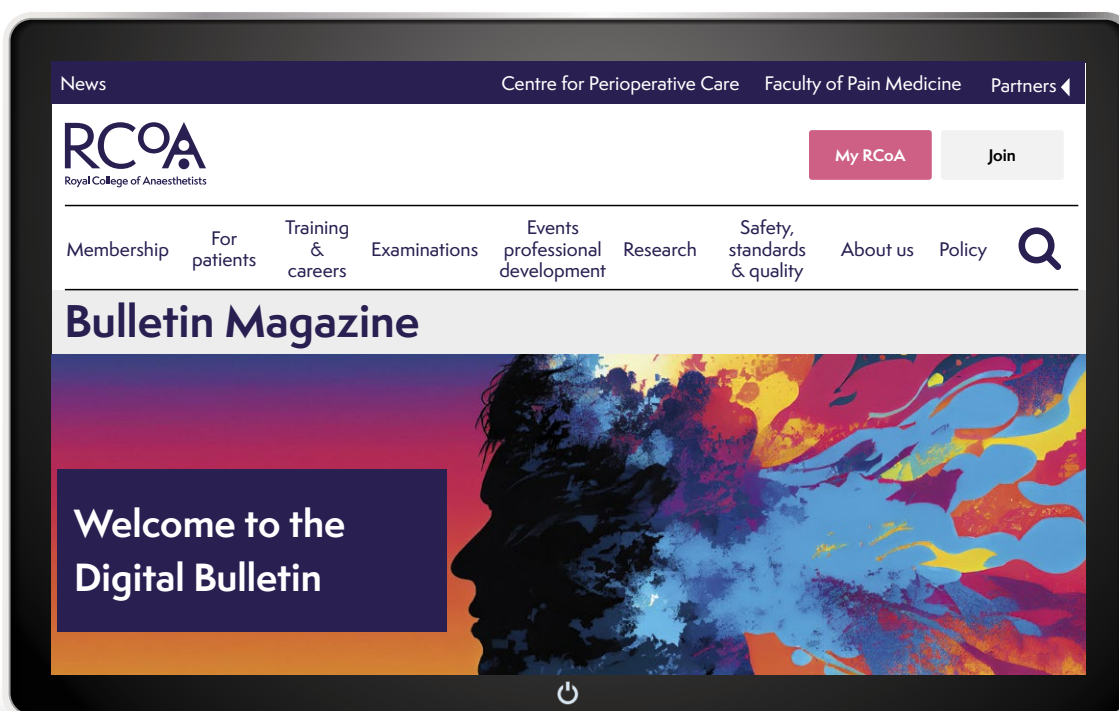 News
Centre for Perioperative Care
Faculty of Pain Medicine
Partners
RCoA
Royal College of Anaesthetists
My RCoA
Join
Membership
For
patients
Training
&
careers
Examinations
Events
professional
development
Research
Safety,
standards
& quality
About us
Policy
Bulletin Magazine
Welcome to the
Digital Bulletin